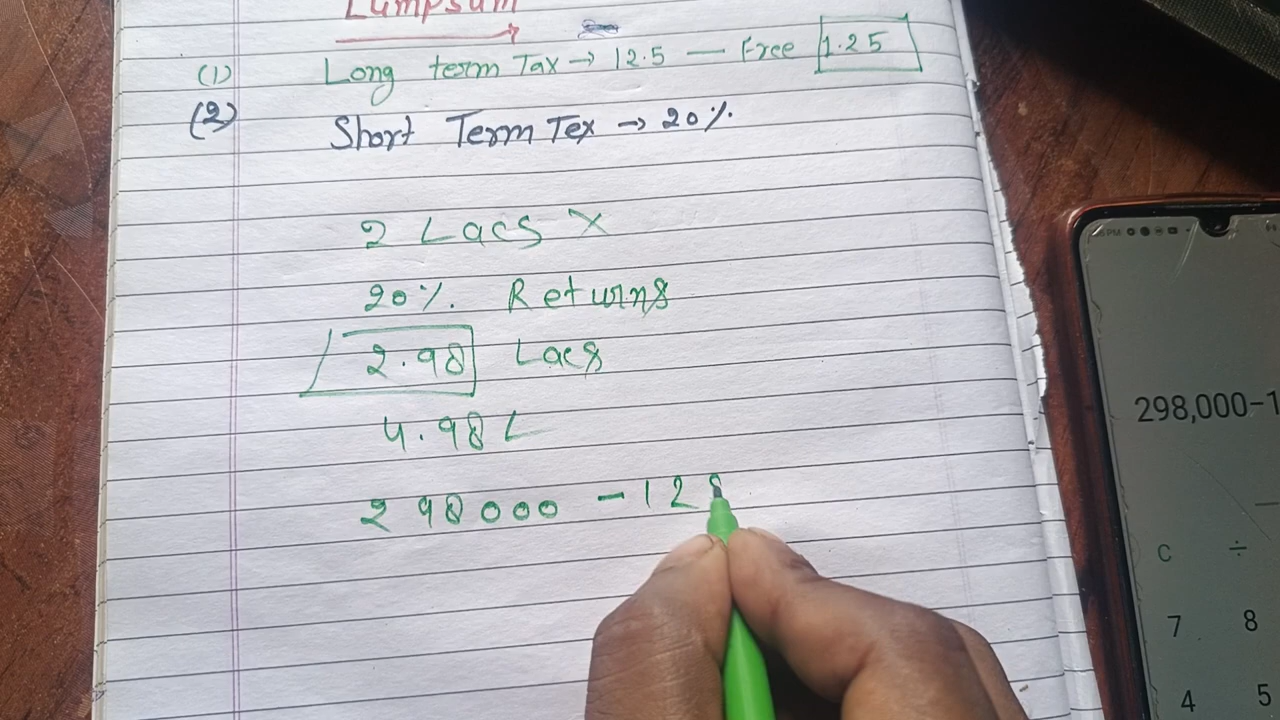 Lumpsum
(1) Long term Tax → 12.5 — Free 1.25
(2) Short Term Tex → 20%.
2 Lacs X
20%. Returns
2.98 Lacs
4.98 L
298000 - 12
298,000-1
C ÷
7 8
4 5